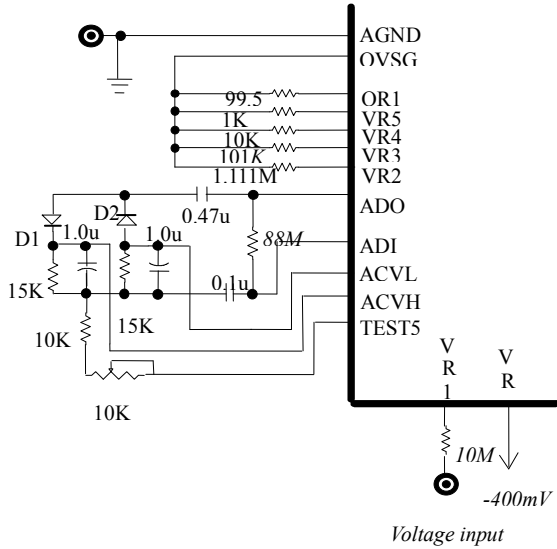 AGND
OVSG
OR1
99.5
VR5
1K
VR4
10K
VR3
101K
VR2
1.111M
ADO
D2
0.47u
D1
1.0u
1.0u
88M
ADI
0.1u
ACVL
15K
ACVH
15K
TEST5
10K
10K
V
R
1
V
R
10M
-400mV
Voltage input